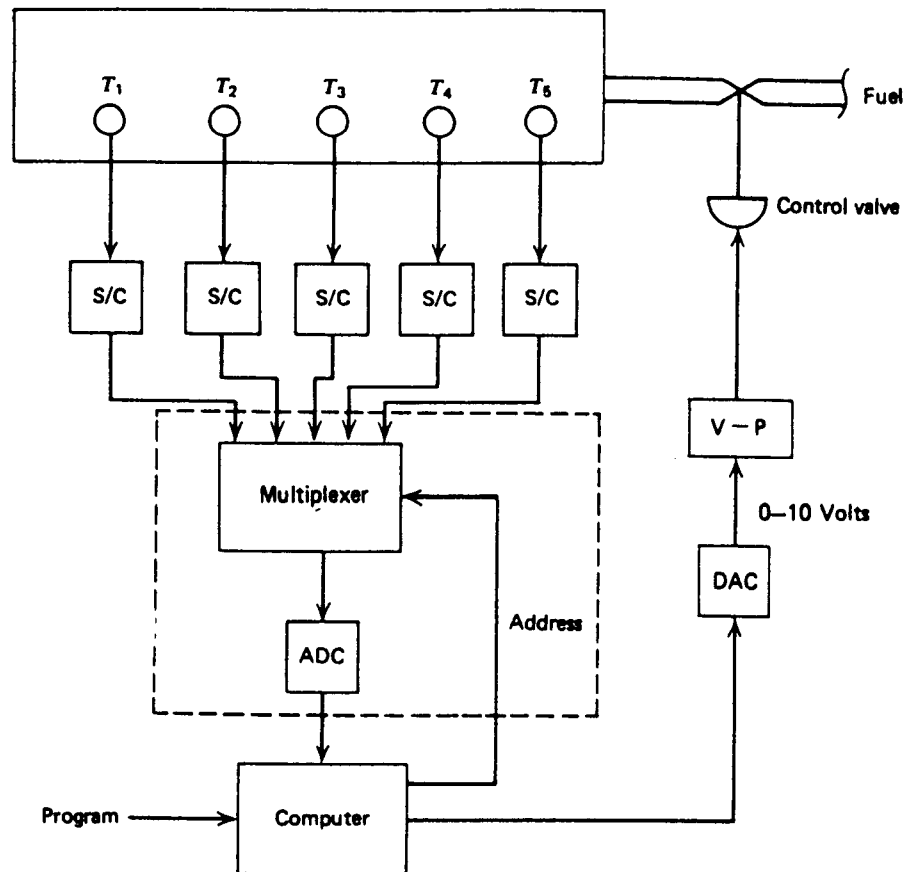 T₁ T₂ T₃ T₄ T₅
Fuel
Control valve
S/C S/C S/C S/C S/C
V – P
Multiplexer
0–10 Volts
DAC
Address
ADC
Program
Computer